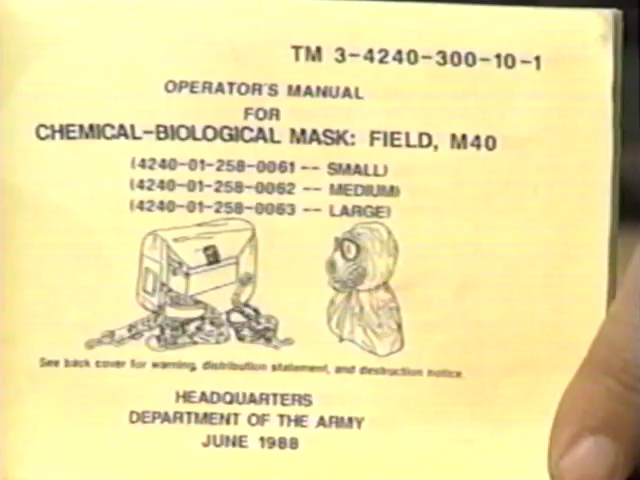 TM 3-4240-300-10-1
OPERATOR'S MANUAL
FOR
CHEMICAL-BIOLOGICAL MASK: FIELD, M40
(4240-01-258-0061 -- SMALL)
(4240-01-258-0062 -- MEDIUM)
(4240-01-258-0063 -- LARGE)
See back cover for warning, distribution statement, and destruction notice.
HEADQUARTERS
DEPARTMENT OF THE ARMY
JUNE 1988